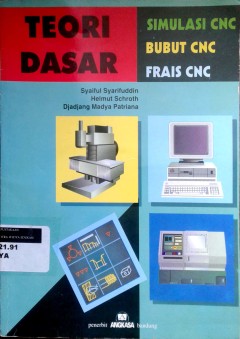 TEORI
DASAR
SIMULASI CNC
BUBUT CNC
FRAIS CNC
Syaiful Syarifuddin
Helmut Schrath
Djadjang Madya Patriana
21.91
YA
penerbit ANGKASA bandung